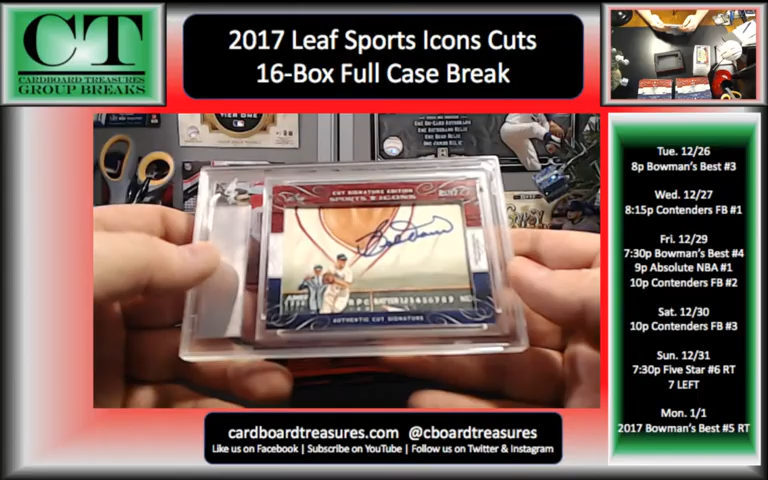 CT
CARDBOARD TREASURES
GROUP BREAKS
2017 Leaf Sports Icons Cuts
16-Box Full Case Break
TIER ONE
CUT SIGNATURE EDITION
SPORTS ICONS
AUTHENTIC CUT SIGNATURE
Tue. 12/26
8p Bowman's Best #3
Wed. 12/27
8:15p Contenders FB #1
Fri. 12/29
7:30p Bowman's Best #4
9p Absolute NBA #1
10p Contenders FB #2
Sat. 12/30
10p Contenders FB #3
Sun. 12/31
7:30p Five Star #6 RT
7 LEFT
Mon. 1/1
2017 Bowman's Best #5 RT
cardboardtreasures.com @cboardtreasures
Like us on Facebook | Subscribe on YouTube | Follow us on Twitter & Instagram